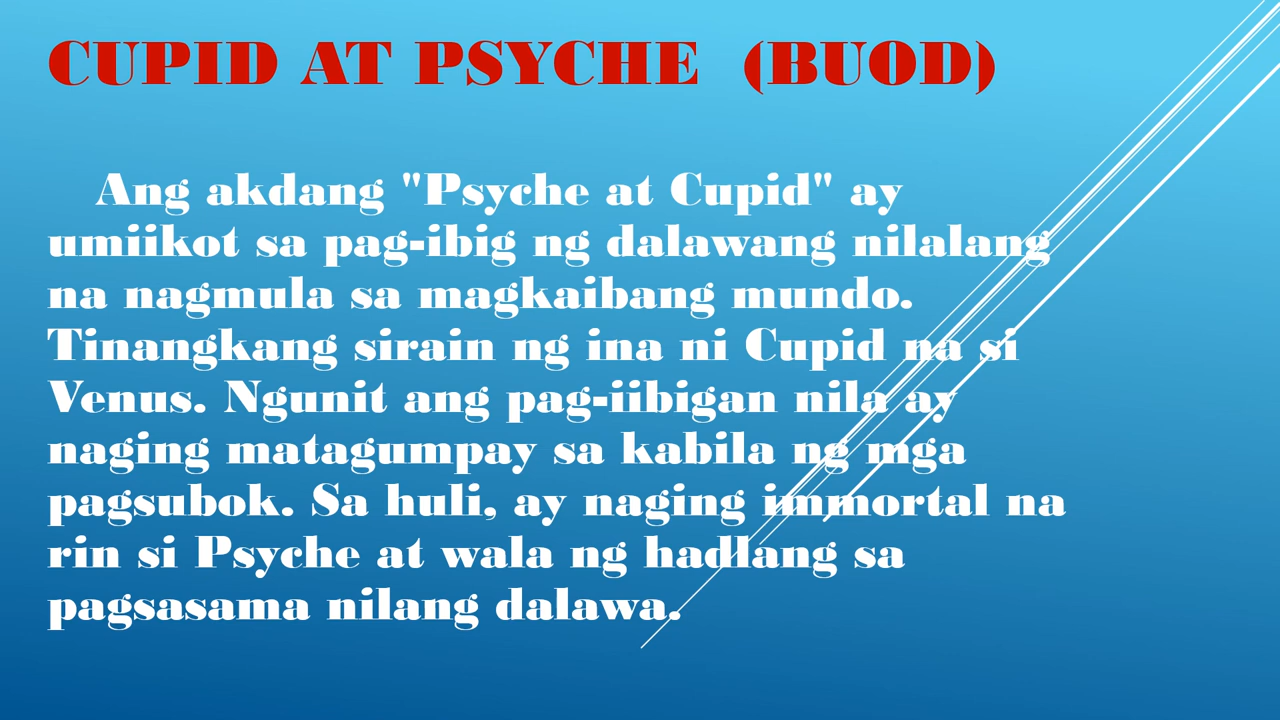 CUPID AT PSYCHE (BUOD)
Ang akdang "Psyche at Cupid" ay
umiikot sa pag-ibig ng dalawang nilalang
na nagmula sa magkaibang mundo.
Tinangkang sirain ng ina ni Cupid na si
Venus. Ngunit ang pag-iibigan nila ay
naging matagumpay sa kabila ng mga
pagsubok. Sa huli, ay naging immortal na
rin si Psyche at wala ng hadlang sa
pagsasama nilang dalawa.